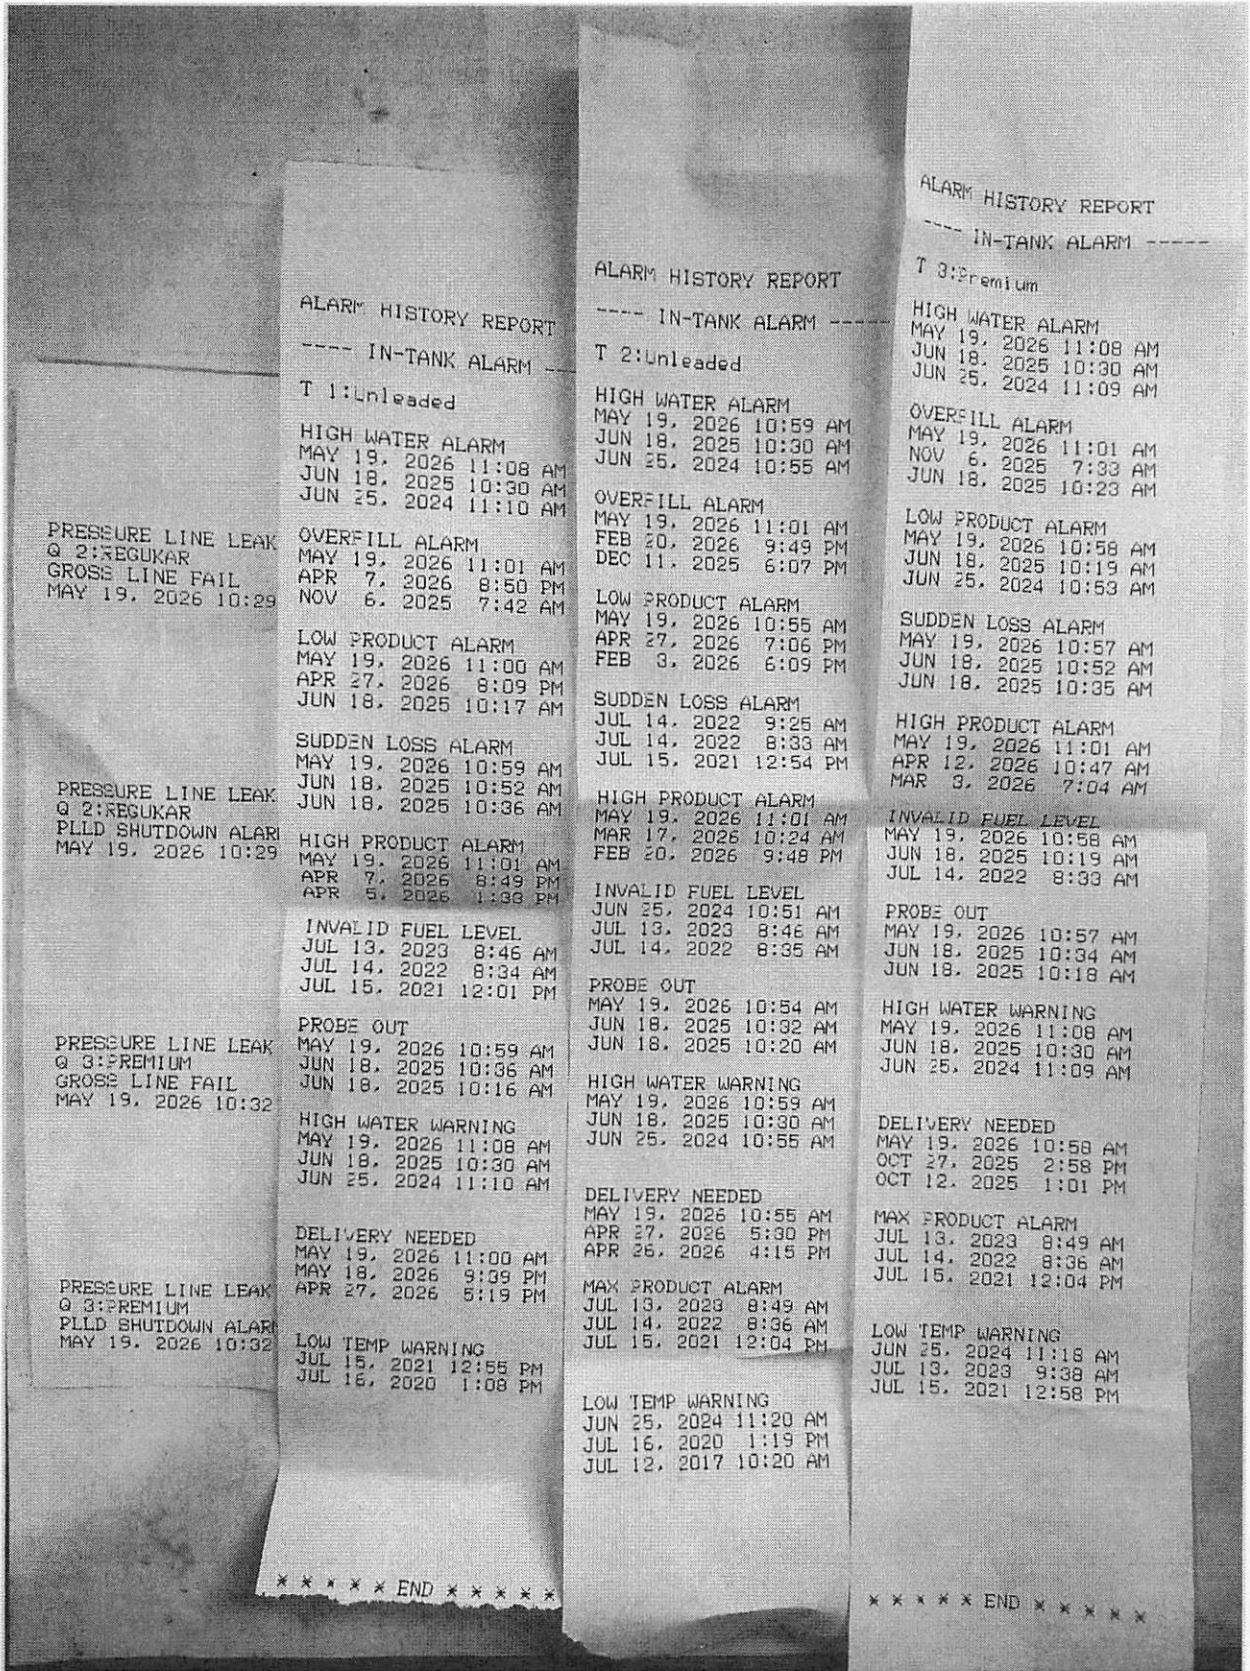 PRESSURE LINE LEAK
Q 2:REGUKAR
GROSS LINE FAIL
MAY 19, 2026 10:29
PRESSURE LINE LEAK
Q 2:REGUKAR
PLLD SHUTDOWN ALAR
MAY 19, 2026 10:29
PRESSURE LINE LEAK
Q 3:PREMIUM
GROSS LINE FAIL
MAY 19, 2026 10:32
PRESSURE LINE LEAK
Q 3:PREMIUM
PLLD SHUTDOWN ALAR
MAY 19, 2026 10:32
ALARM HISTORY REPORT
---- IN-TANK ALARM --
T 1:Unleaded
HIGH WATER ALARM
MAY 19, 2026 11:08 AM
JUN 18, 2025 10:30 AM
JUN 25, 2024 11:10 AM
OVERFILL ALARM
MAY 19, 2026 11:01 AM
APR 7, 2026 8:50 PM
NOV 6, 2025 7:42 AM
LOW PRODUCT ALARM
MAY 19, 2026 11:00 AM
APR 27, 2026 8:09 PM
JUN 18, 2025 10:17 AM
SUDDEN LOSS ALARM
MAY 19, 2026 10:59 AM
JUN 18, 2025 10:52 AM
JUN 18, 2025 10:36 AM
HIGH PRODUCT ALARM
MAY 19, 2026 11:01 AM
APR 7, 2026 8:49 PM
APR 5, 2026 1:33 PM
INVALID FUEL LEVEL
JUL 13, 2023 8:46 AM
JUL 14, 2022 8:34 AM
JUL 15, 2021 12:01 PM
PROBE OUT
MAY 19, 2026 10:59 AM
JUN 18, 2025 10:36 AM
JUN 18, 2025 10:16 AM
HIGH WATER WARNING
MAY 19, 2026 11:08 AM
JUN 18, 2025 10:30 AM
JUN 25, 2024 11:10 AM
DELIVERY NEEDED
MAY 19, 2026 11:00 AM
MAY 18, 2026 9:39 PM
APR 27, 2026 5:19 PM
LOW TEMP WARNING
JUL 15, 2021 12:55 PM
JUL 16, 2020 1:08 PM
* * * * * END * * * * *
ALARM HISTORY REPORT
---- IN-TANK ALARM -----
T 2:Unleaded
HIGH WATER ALARM
MAY 19, 2026 10:59 AM
JUN 18, 2025 10:30 AM
JUN 25, 2024 10:55 AM
OVERFILL ALARM
MAY 19, 2026 11:01 AM
FEB 20, 2026 9:49 PM
DEC 11, 2025 6:07 PM
LOW PRODUCT ALARM
MAY 19, 2026 10:55 AM
APR 27, 2026 7:06 PM
FEB 3, 2026 6:09 PM
SUDDEN LOSS ALARM
JUL 14, 2022 9:25 AM
JUL 14, 2022 8:33 AM
JUL 15, 2021 12:54 PM
HIGH PRODUCT ALARM
MAY 19, 2026 11:01 AM
MAR 17, 2026 10:24 AM
FEB 20, 2026 9:48 PM
INVALID FUEL LEVEL
JUN 25, 2024 10:51 AM
JUL 13, 2023 8:46 AM
JUL 14, 2022 8:35 AM
PROBE OUT
MAY 19, 2026 10:54 AM
JUN 18, 2025 10:32 AM
JUN 18, 2025 10:20 AM
HIGH WATER WARNING
MAY 19, 2026 10:59 AM
JUN 18, 2025 10:30 AM
JUN 25, 2024 10:55 AM
DELIVERY NEEDED
MAY 19, 2026 10:55 AM
APR 27, 2026 5:30 PM
APR 26, 2026 4:15 PM
MAX PRODUCT ALARM
JUL 13, 2023 8:49 AM
JUL 14, 2022 8:36 AM
JUL 15, 2021 12:04 PM
LOW TEMP WARNING
JUN 25, 2024 11:20 AM
JUL 16, 2020 1:19 PM
JUL 12, 2017 10:20 AM
ALARM HISTORY REPORT
---- IN-TANK ALARM -----
T 3:Premium
HIGH WATER ALARM
MAY 19, 2026 11:08 AM
JUN 18, 2025 10:30 AM
JUN 25, 2024 11:09 AM
OVERFILL ALARM
MAY 19, 2026 11:01 AM
NOV 6, 2025 7:33 AM
JUN 18, 2025 10:23 AM
LOW PRODUCT ALARM
MAY 19, 2026 10:58 AM
JUN 18, 2025 10:19 AM
JUN 25, 2024 10:53 AM
SUDDEN LOSS ALARM
MAY 19, 2026 10:57 AM
JUN 18, 2025 10:52 AM
JUN 18, 2025 10:35 AM
HIGH PRODUCT ALARM
MAY 19, 2026 11:01 AM
APR 12, 2026 10:47 AM
MAR 3, 2026 7:04 AM
INVALID FUEL LEVEL
MAY 19, 2026 10:58 AM
JUN 18, 2025 10:19 AM
JUL 14, 2022 8:33 AM
PROBE OUT
MAY 19, 2026 10:57 AM
JUN 18, 2025 10:34 AM
JUN 18, 2025 10:18 AM
HIGH WATER WARNING
MAY 19, 2026 11:08 AM
JUN 18, 2025 10:30 AM
JUN 25, 2024 11:09 AM
DELIVERY NEEDED
MAY 19, 2026 10:58 AM
OCT 27, 2025 2:58 PM
OCT 12, 2025 1:01 PM
MAX PRODUCT ALARM
JUL 13, 2023 8:49 AM
JUL 14, 2022 8:36 AM
JUL 15, 2021 12:04 PM
LOW TEMP WARNING
JUN 25, 2024 11:18 AM
JUL 13, 2023 9:38 AM
JUL 15, 2021 12:58 PM
* * * * * END * * * * *